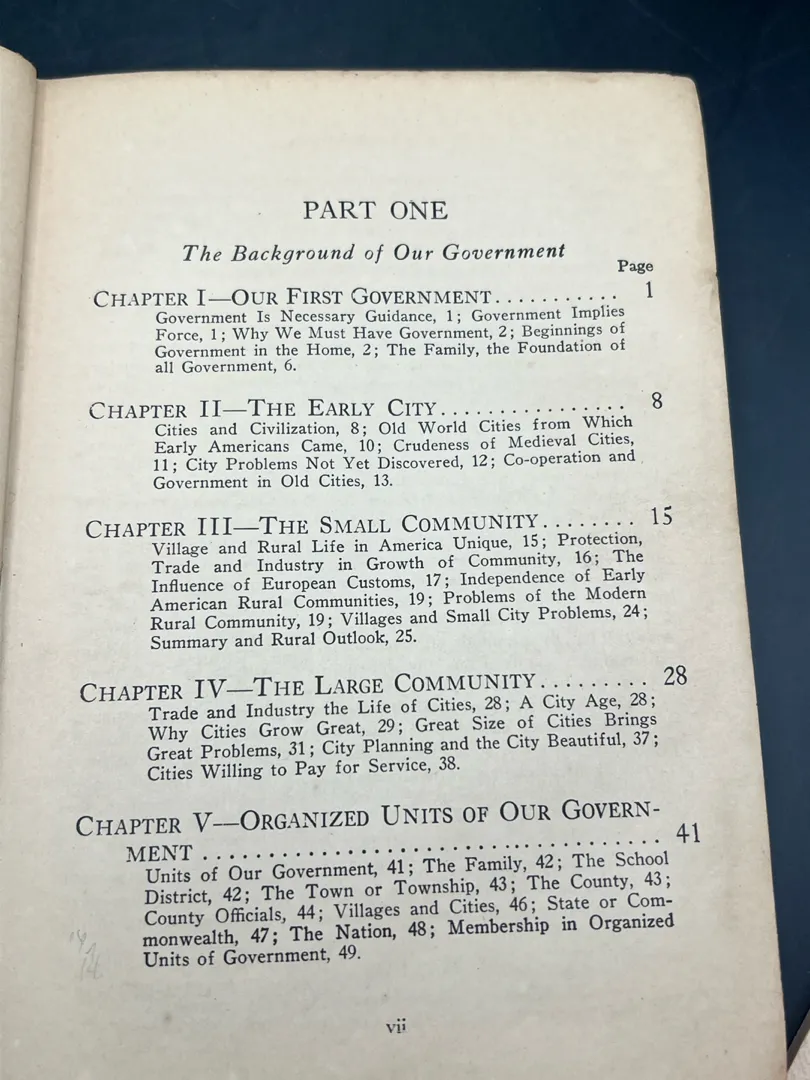 PART ONE
The Background of Our Government
Page
CHAPTER I—OUR FIRST GOVERNMENT........... 1
Government Is Necessary Guidance, 1; Government Implies
Force, 1; Why We Must Have Government, 2; Beginnings of
Government in the Home, 2; The Family, the Foundation of
all Government, 6.
CHAPTER II—THE EARLY CITY................ 8
Cities and Civilization, 8; Old World Cities from Which
Early Americans Came, 10; Crudeness of Medieval Cities,
11; City Problems Not Yet Discovered, 12; Co-operation and
Government in Old Cities, 13.
CHAPTER III—THE SMALL COMMUNITY........ 15
Village and Rural Life in America Unique, 15; Protection,
Trade and Industry in Growth of Community, 16; The
Influence of European Customs, 17; Independence of Early
American Rural Communities, 19; Problems of the Modern
Rural Community, 19; Villages and Small City Problems, 24;
Summary and Rural Outlook, 25.
CHAPTER IV—THE LARGE COMMUNITY......... 28
Trade and Industry the Life of Cities, 28; A City Age, 28;
Why Cities Grow Great, 29; Great Size of Cities Brings
Great Problems, 31; City Planning and the City Beautiful, 37;
Cities Willing to Pay for Service, 38.
CHAPTER V—ORGANIZED UNITS OF OUR GOVERN-
MENT..................................... 41
Units of Our Government, 41; The Family, 42; The School
District, 42; The Town or Township, 43; The County, 43;
County Officials, 44; Villages and Cities, 46; State or Com-
monwealth, 47; The Nation, 48; Membership in Organized
Units of Government, 49.
vii